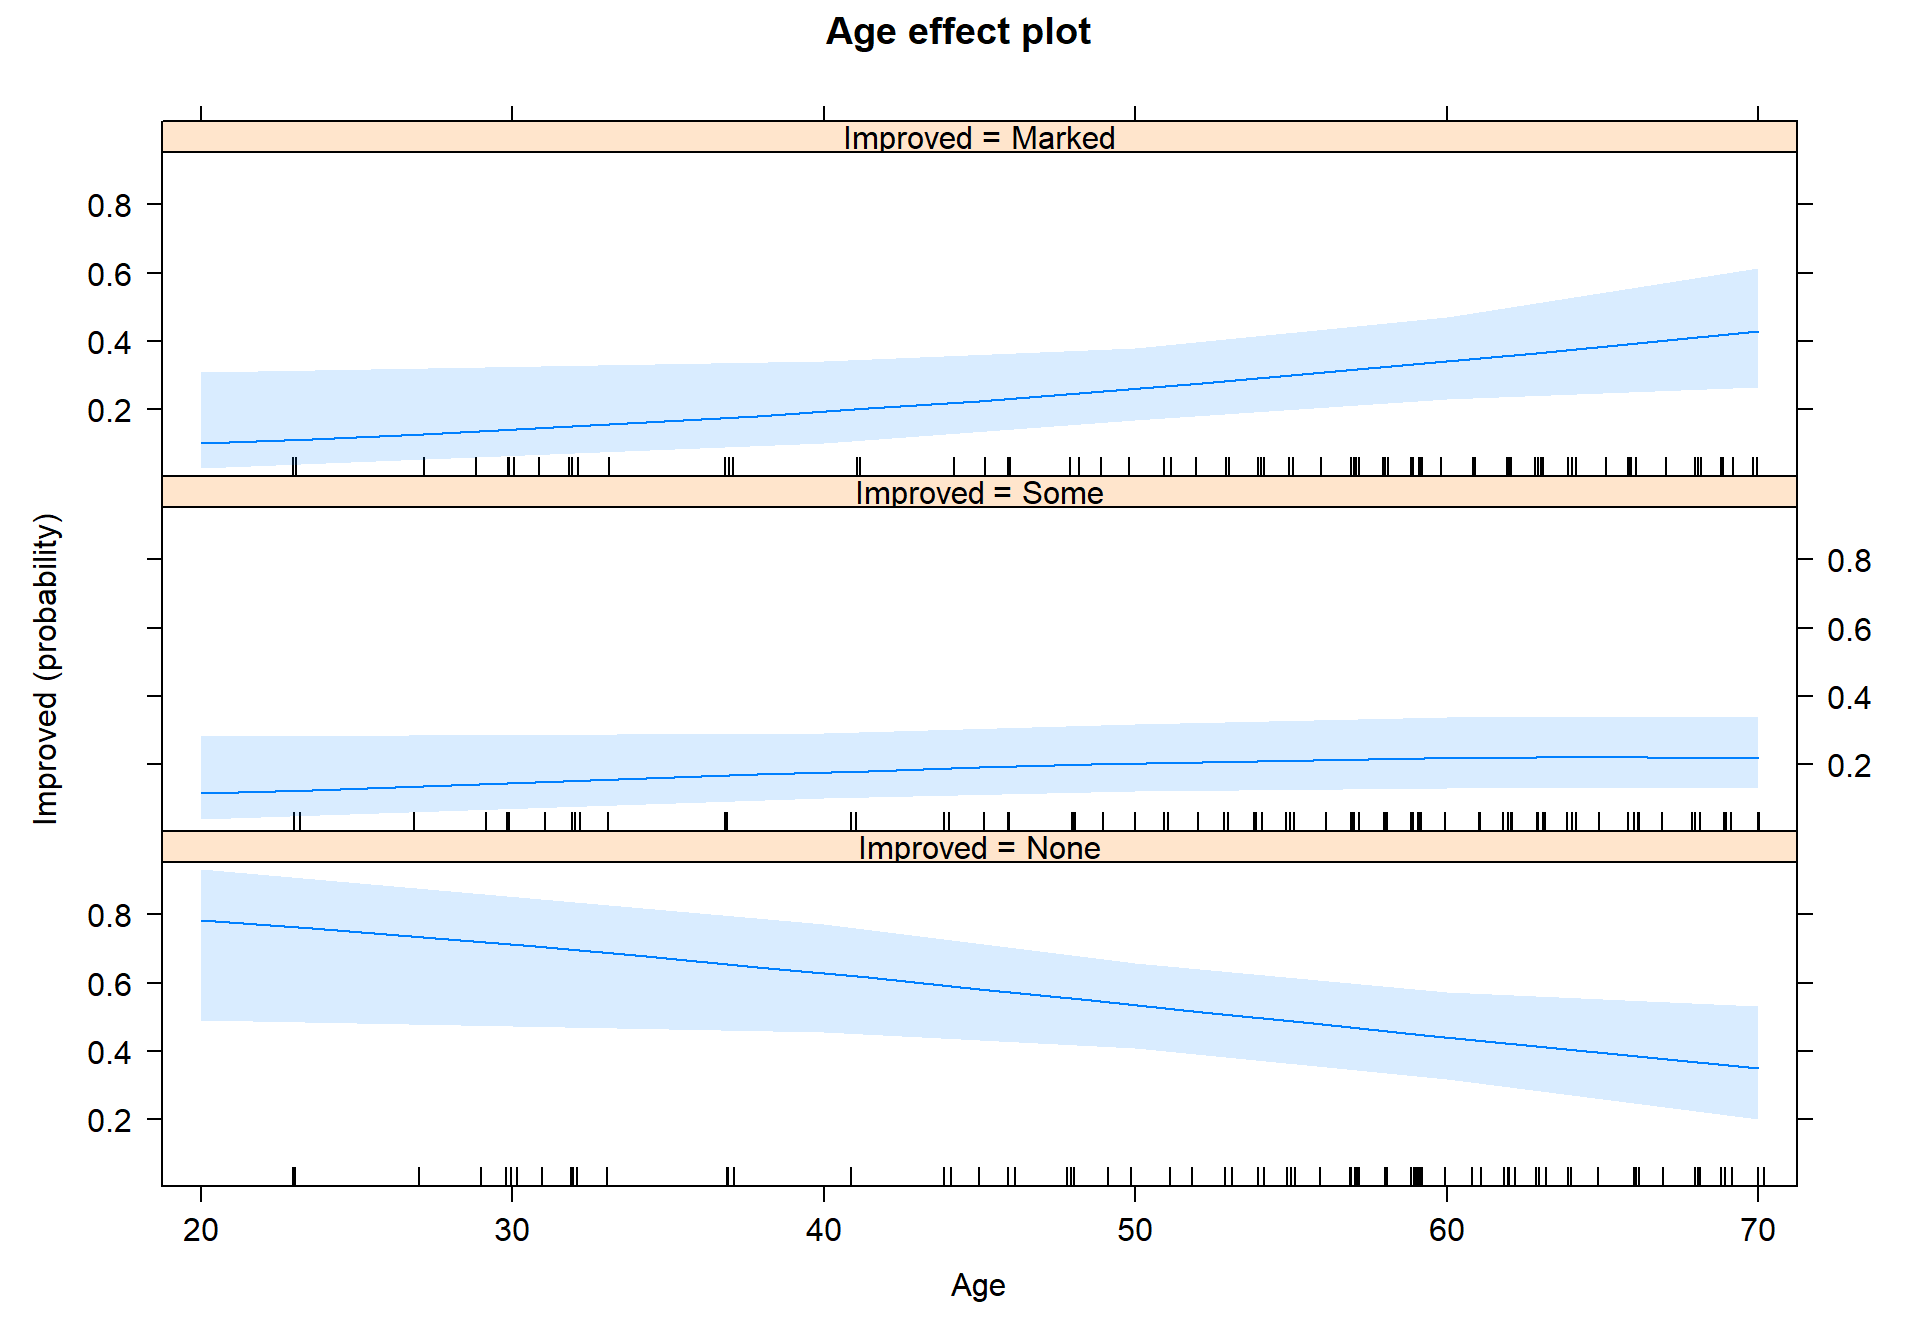 Age effect plot
Improved = Marked
0.8
0.6
0.4
0.2
Improved = Some
0.8
0.6
0.4
0.2
Improved (probability)
Improved = None
0.8
0.6
0.4
0.2
20 30 40 50 60 70
Age